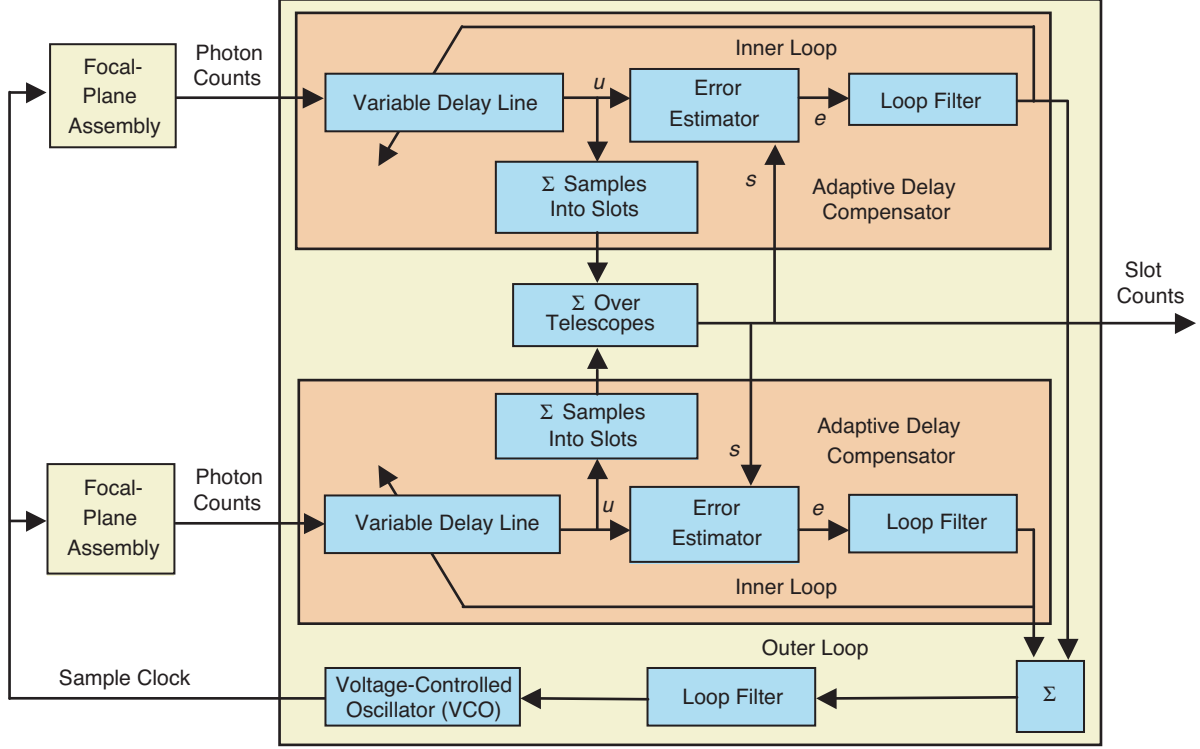 Focal-
Plane
Assembly
Photon
Counts
Inner Loop
Variable Delay Line
u
Error
Estimator
e
Loop Filter
Σ Samples
Into Slots
s
Adaptive Delay
Compensator
Σ Over
Telescopes
Slot
Counts
Σ Samples
Into Slots
Adaptive Delay
Compensator
s
Focal-
Plane
Assembly
Photon
Counts
Variable Delay Line
u
Error
Estimator
e
Loop Filter
Inner Loop
Outer Loop
Sample Clock
Voltage-Controlled
Oscillator (VCO)
Loop Filter
Σ